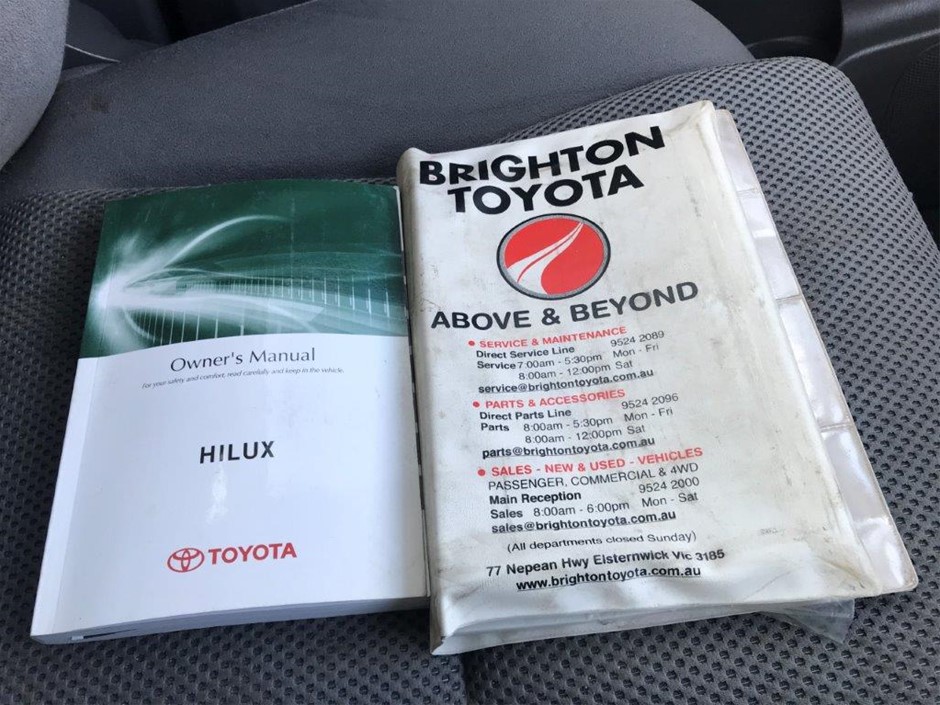 Owner's Manual
For your safety and comfort, read carefully and keep in the vehicle.
HILUX
TOYOTA
BRIGHTON
TOYOTA
ABOVE & BEYOND
• SERVICE & MAINTENANCE
Direct Service Line 9524 2089
Service 7:00am - 5:30pm Mon - Fri
8:00am - 12:00pm Sat
service@brightontoyota.com.au
• PARTS & ACCESSORIES
Direct Parts Line 9524 2096
Parts 8:00am - 5:30pm Mon - Fri
8:00am - 12:00pm Sat
parts@brightontoyota.com.au
• SALES - NEW & USED - VEHICLES
PASSENGER, COMMERCIAL & 4WD
Main Reception 9524 2000
Sales 8:00am - 6:00pm Mon - Sat
sales@brightontoyota.com.au
(All departments closed Sunday)
77 Nepean Hwy Elsternwick Vic 3185
www.brightontoyota.com.au